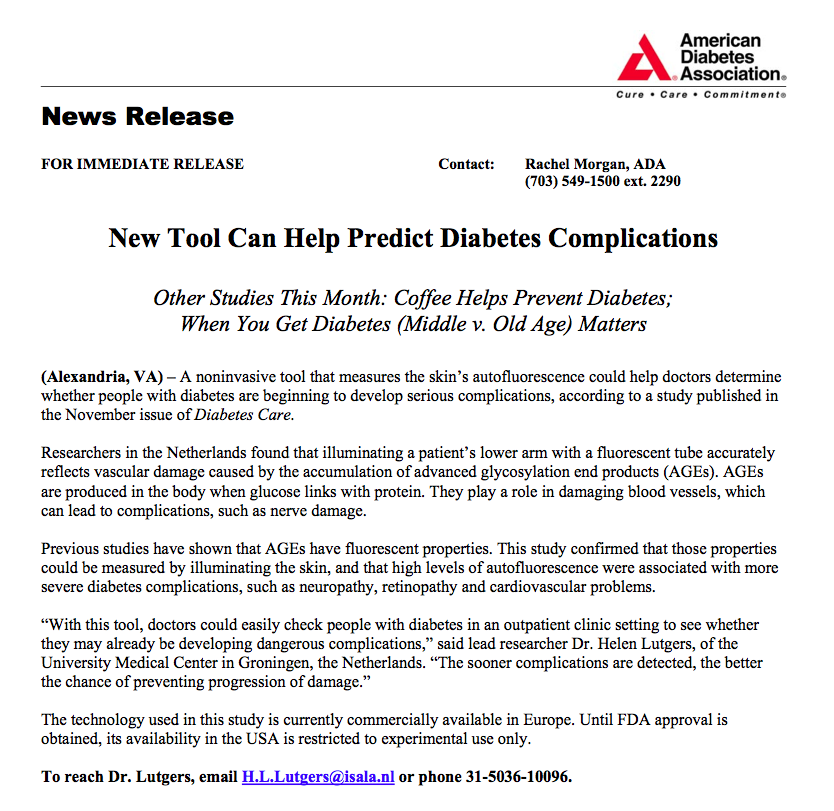 American
Diabetes
Association®
Cure • Care • Commitment®
News Release
FOR IMMEDIATE RELEASE Contact: Rachel Morgan, ADA
(703) 549-1500 ext. 2290
New Tool Can Help Predict Diabetes Complications
Other Studies This Month: Coffee Helps Prevent Diabetes;
When You Get Diabetes (Middle v. Old Age) Matters
(Alexandria, VA) – A noninvasive tool that measures the skin’s autofluorescence could help doctors determine
whether people with diabetes are beginning to develop serious complications, according to a study published in
the November issue of Diabetes Care.
Researchers in the Netherlands found that illuminating a patient’s lower arm with a fluorescent tube accurately
reflects vascular damage caused by the accumulation of advanced glycosylation end products (AGEs). AGEs
are produced in the body when glucose links with protein. They play a role in damaging blood vessels, which
can lead to complications, such as nerve damage.
Previous studies have shown that AGEs have fluorescent properties. This study confirmed that those properties
could be measured by illuminating the skin, and that high levels of autofluorescence were associated with more
severe diabetes complications, such as neuropathy, retinopathy and cardiovascular problems.
“With this tool, doctors could easily check people with diabetes in an outpatient clinic setting to see whether
they may already be developing dangerous complications,” said lead researcher Dr. Helen Lutgers, of the
University Medical Center in Groningen, the Netherlands. “The sooner complications are detected, the better
the chance of preventing progression of damage.”
The technology used in this study is currently commercially available in Europe. Until FDA approval is
obtained, its availability in the USA is restricted to experimental use only.
To reach Dr. Lutgers, email H.L.Lutgers@isala.nl or phone 31-5036-10096.